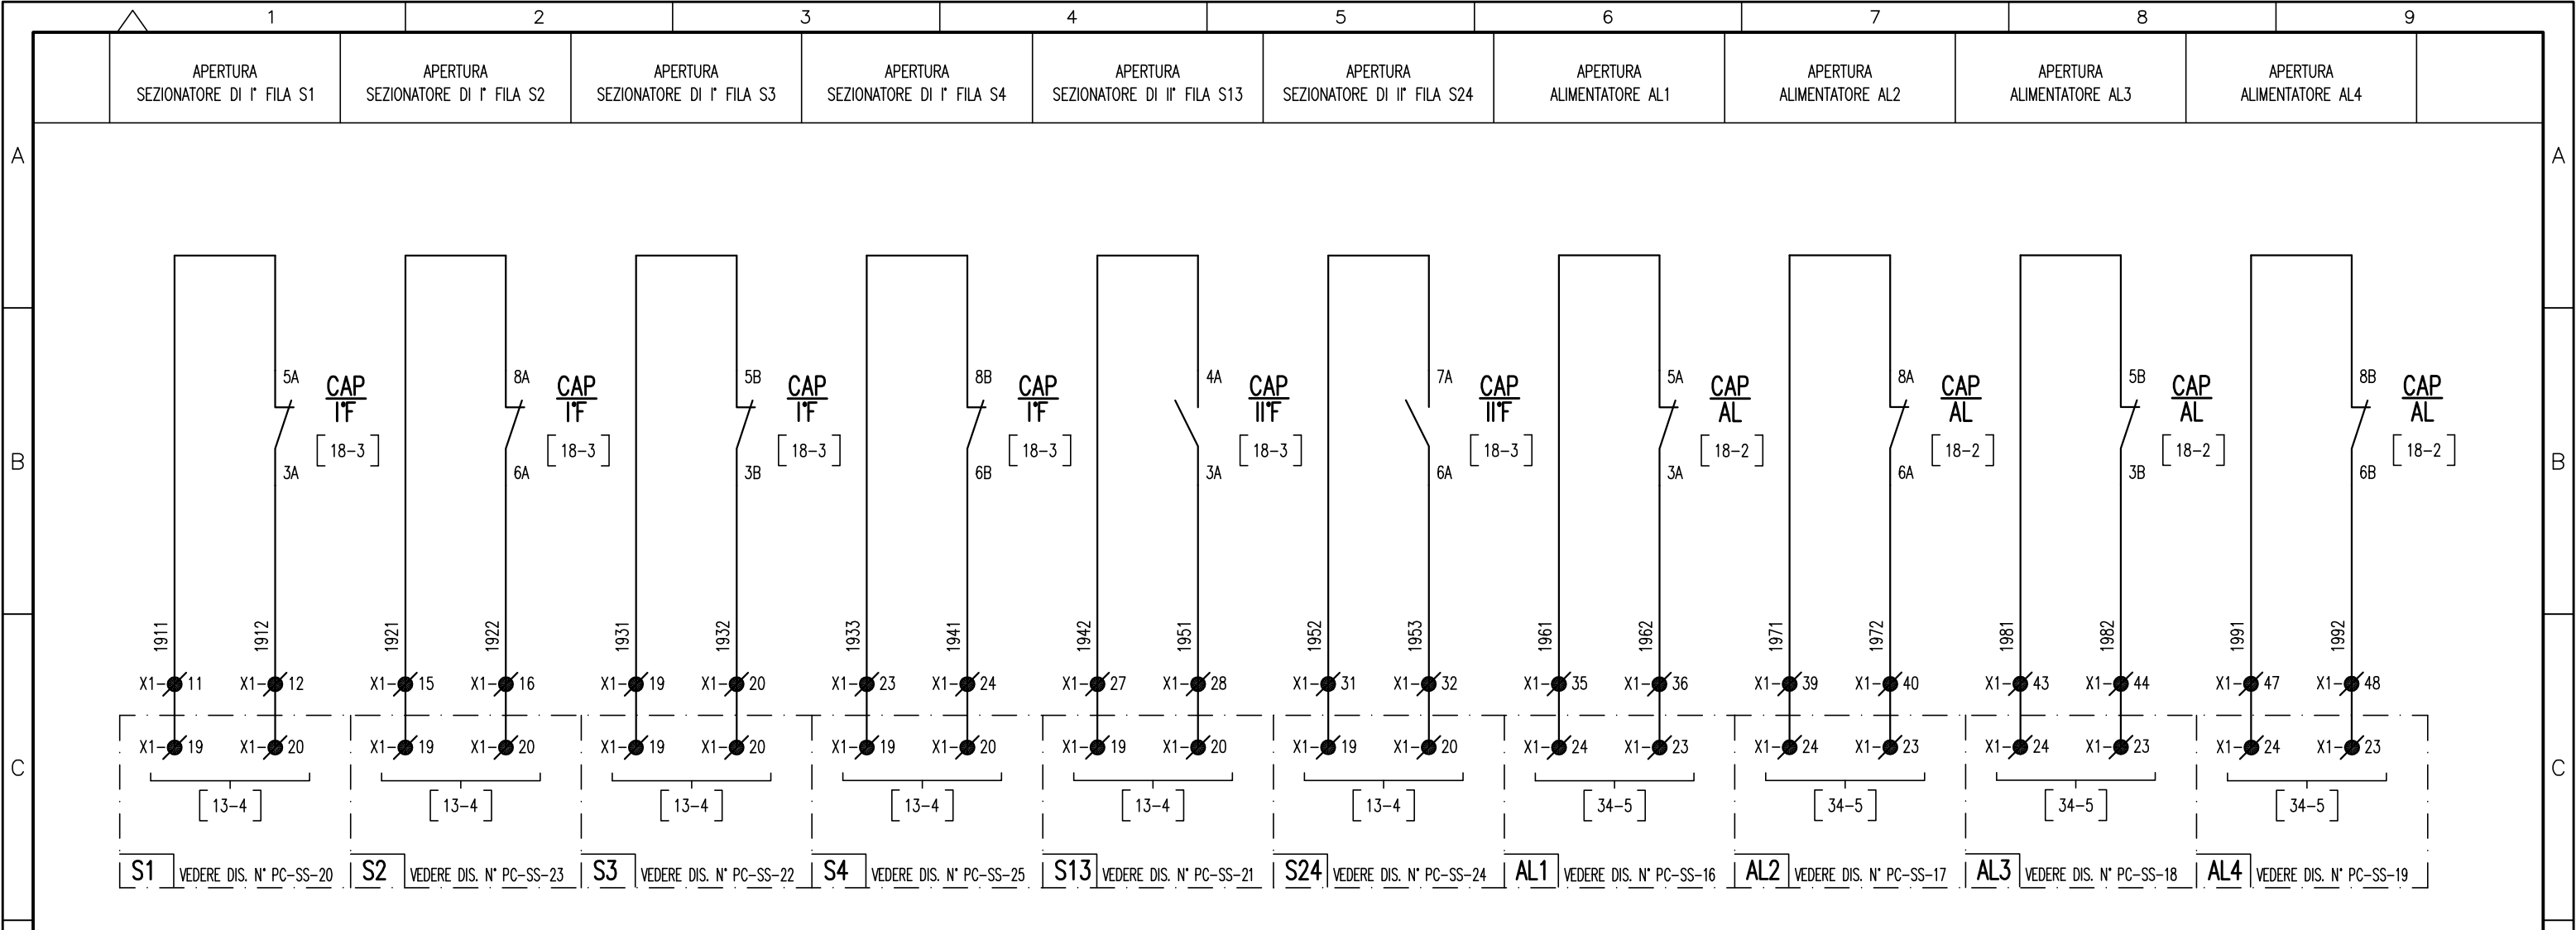 1 2 3 4 5 6 7 8 9
APERTURA
SEZIONATORE DI I° FILA S1
APERTURA
SEZIONATORE DI I° FILA S2
APERTURA
SEZIONATORE DI I° FILA S3
APERTURA
SEZIONATORE DI I° FILA S4
APERTURA
SEZIONATORE DI II° FILA S13
APERTURA
SEZIONATORE DI II° FILA S24
APERTURA
ALIMENTATORE AL1
APERTURA
ALIMENTATORE AL2
APERTURA
ALIMENTATORE AL3
APERTURA
ALIMENTATORE AL4
A A
5A CAP 8A CAP 5B CAP 8B CAP 4A CAP 7A CAP 5A CAP 8A CAP 5B CAP 8B CAP
I°F I°F I°F I°F II°F II°F AL AL AL AL
18-3 18-3 18-3 18-3 18-3 18-3 18-2 18-2 18-2 18-2
B B
3A 6A 3B 6B 3A 6A 3A 6A 3B 6B
1911 1912 1921 1922 1931 1932 1933 1941 1942 1951 1952 1953 1961 1962 1971 1972 1981 1982 1991 1992
X1-11 X1-12 X1-15 X1-16 X1-19 X1-20 X1-23 X1-24 X1-27 X1-28 X1-31 X1-32 X1-35 X1-36 X1-39 X1-40 X1-43 X1-44 X1-47 X1-48
X1-19 X1-20 X1-19 X1-20 X1-19 X1-20 X1-19 X1-20 X1-19 X1-20 X1-19 X1-20 X1-24 X1-23 X1-24 X1-23 X1-24 X1-23 X1-24 X1-23
C C
13-4 13-4 13-4 13-4 13-4 13-4 34-5 34-5 34-5 34-5
S1 VEDERE DIS. N° PC-SS-20
S2 VEDERE DIS. N° PC-SS-23
S3 VEDERE DIS. N° PC-SS-22
S4 VEDERE DIS. N° PC-SS-25
S13 VEDERE DIS. N° PC-SS-21
S24 VEDERE DIS. N° PC-SS-24
AL1 VEDERE DIS. N° PC-SS-16
AL2 VEDERE DIS. N° PC-SS-17
AL3 VEDERE DIS. N° PC-SS-18
AL4 VEDERE DIS. N° PC-SS-19